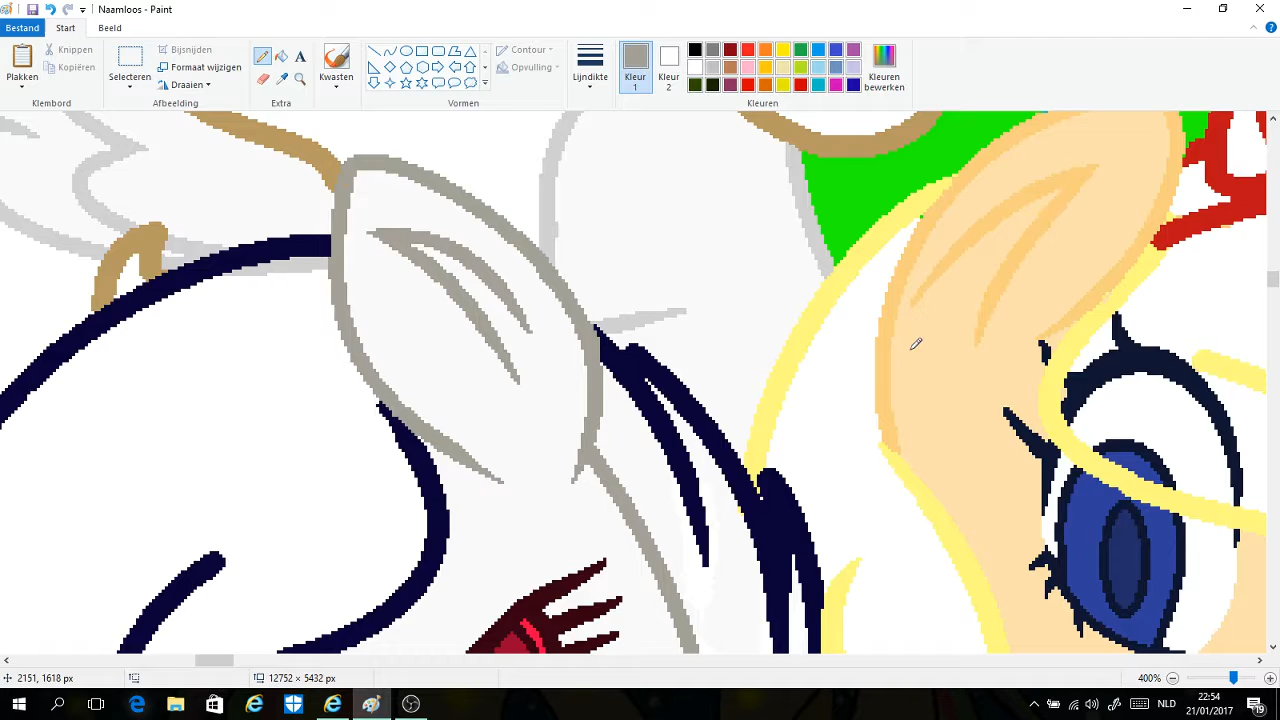 Naamloos - Paint
Bestand Start Beeld
Plakken
Knippen
Kopiëren
Klembord
Selecteren
Bijsnijden
Formaat wijzigen
Draaien
Afbeelding
A
Extra
Kwasten
Contour
Opvulling
Vormen
Lijndikte
Kleur 1
Kleur 2
Kleuren bewerken
Kleuren
2151, 1618 px
12752 × 5432 px
400%
NLD
22:54
21/01/2017